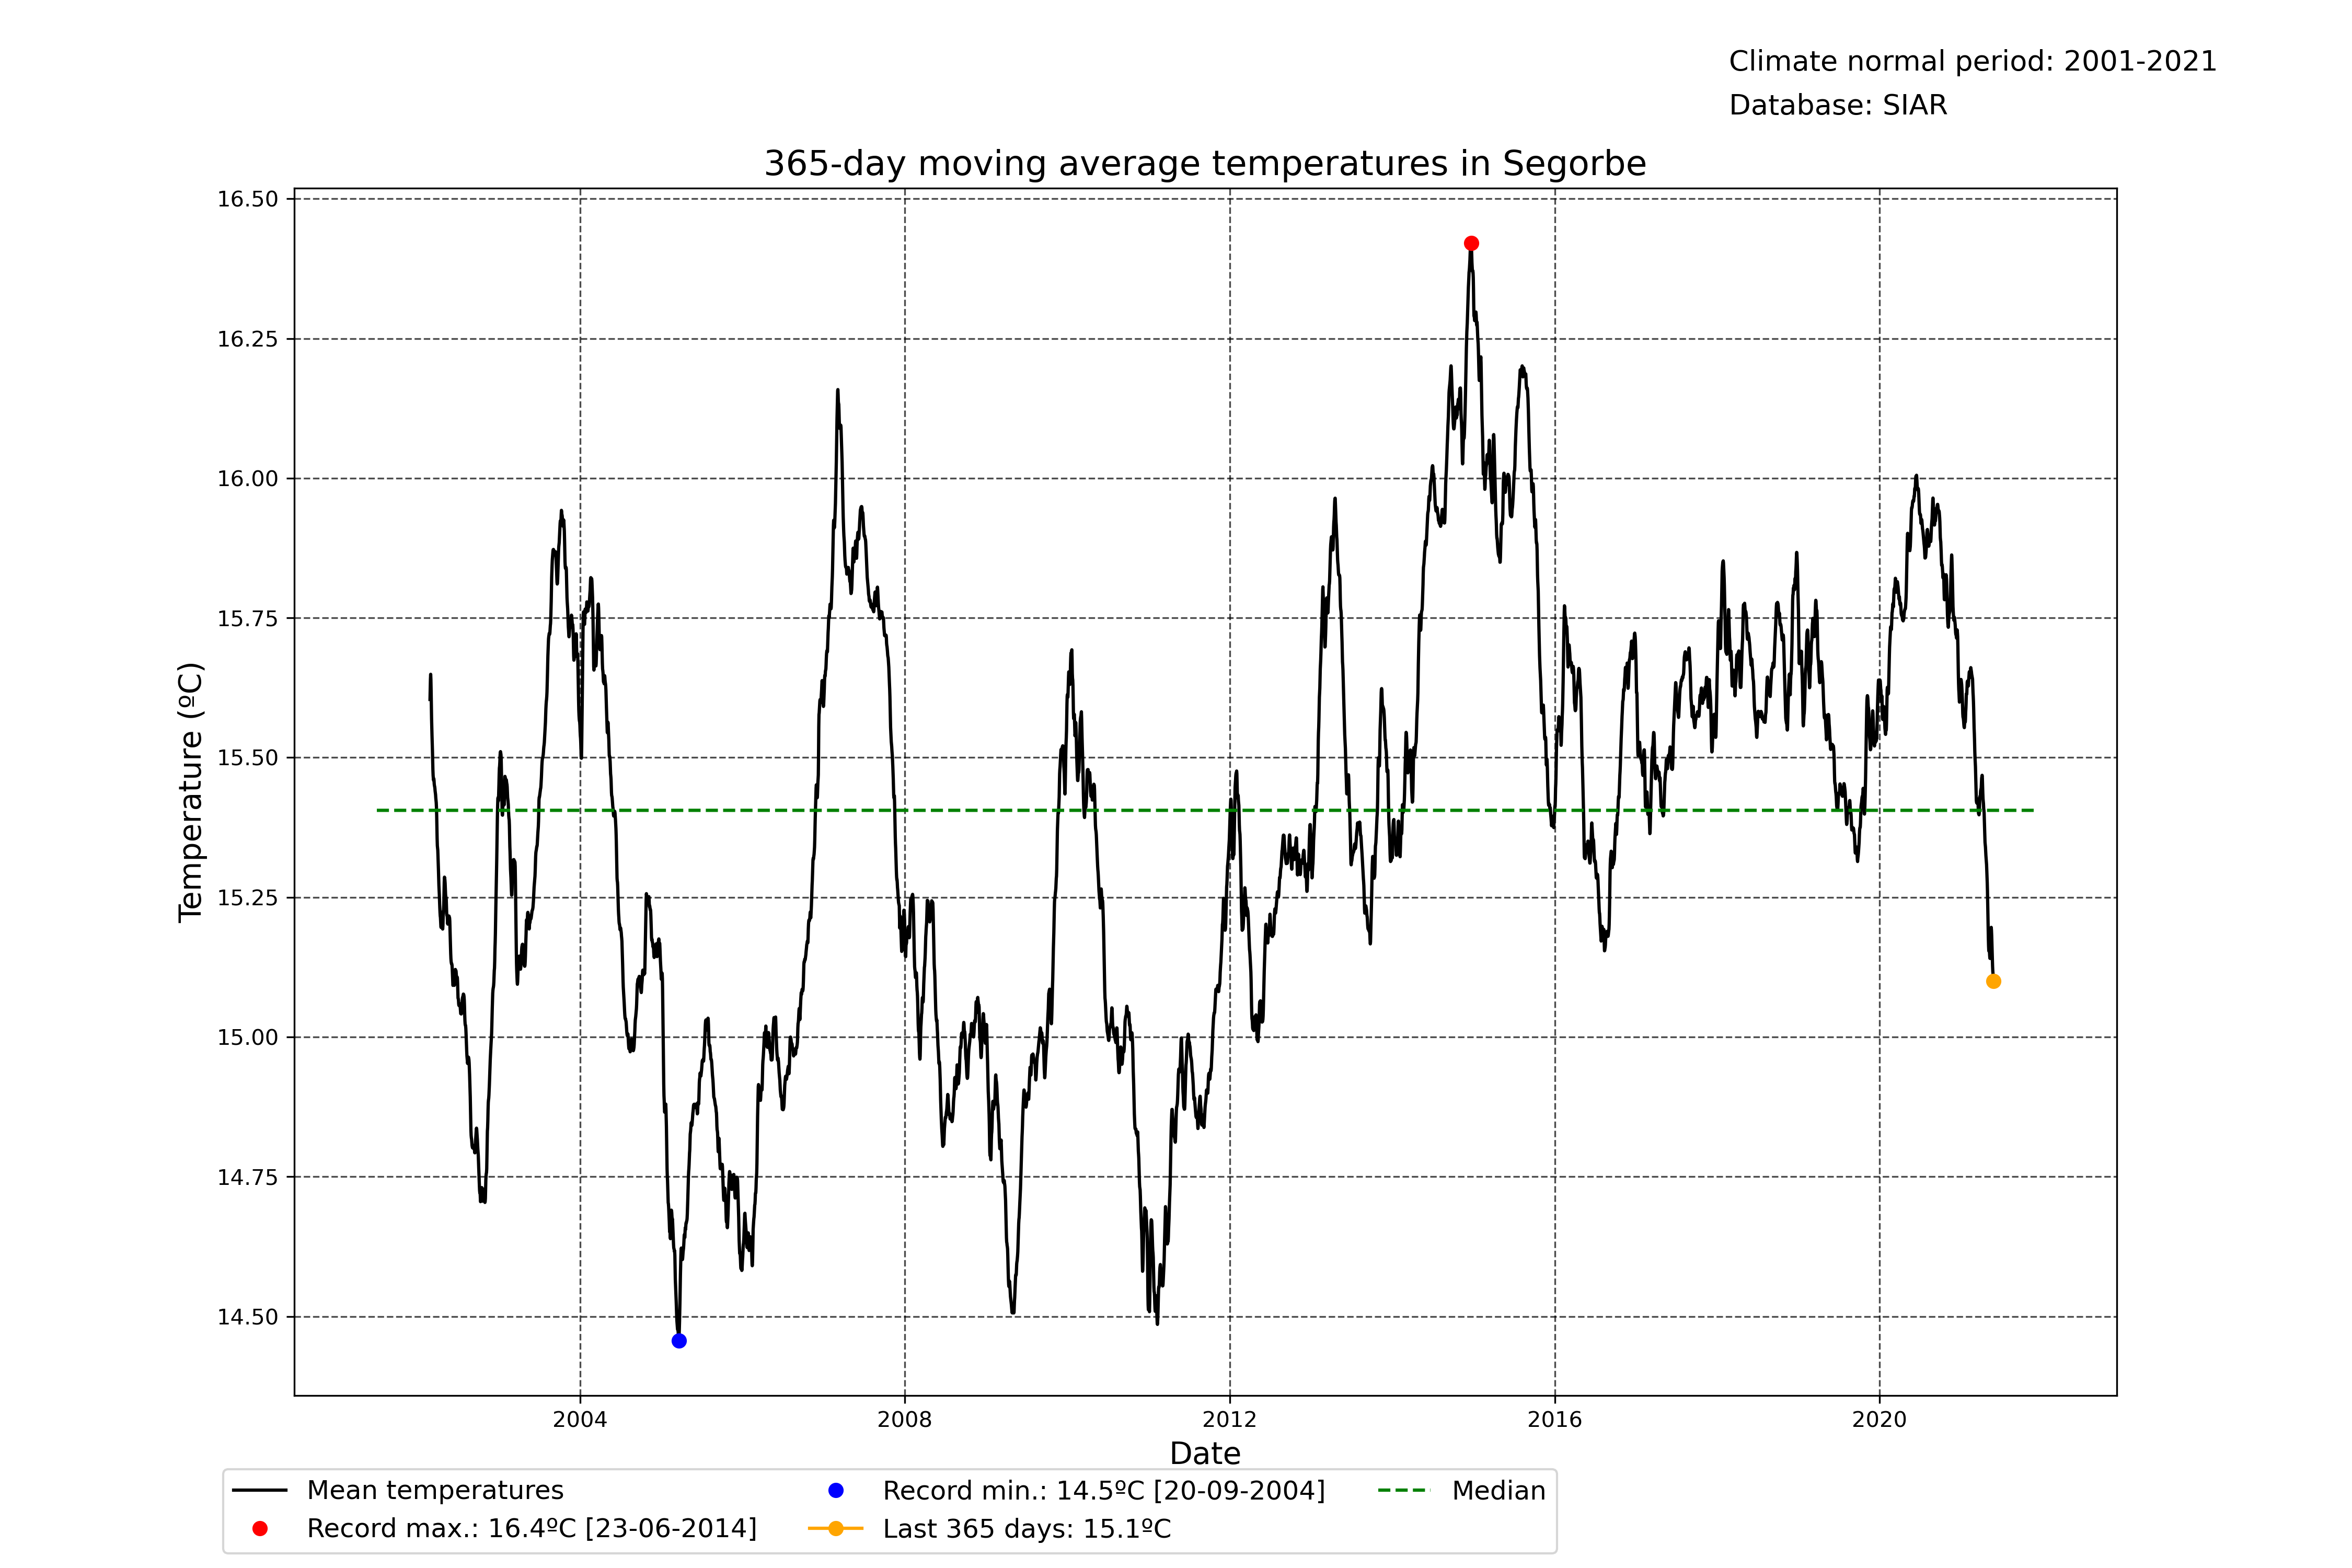 Climate normal period: 2001-2021
Database: SIAR
365-day moving average temperatures in Segorbe
16.50
16.25
16.00
15.75
15.50
15.25
15.00
14.75
14.50
Temperature (ºC)
2004 2008 2012 2016 2020
Date
Mean temperatures
Record max.: 16.4ºC [23-06-2014]
Record min.: 14.5ºC [20-09-2004]
Last 365 days: 15.1ºC
Median